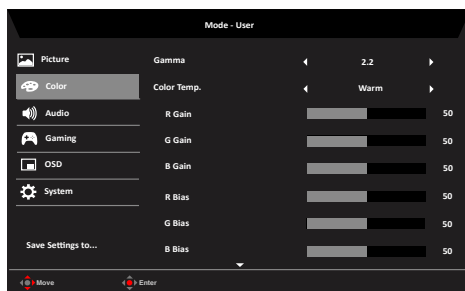 Mode - User
Picture
Gamma 2.2
Color
Color Temp. Warm
Audio
R Gain 50
Gaming
G Gain 50
OSD
B Gain 50
System
R Bias 50
G Bias 50
Save Settings to...
B Bias 50
Move Enter